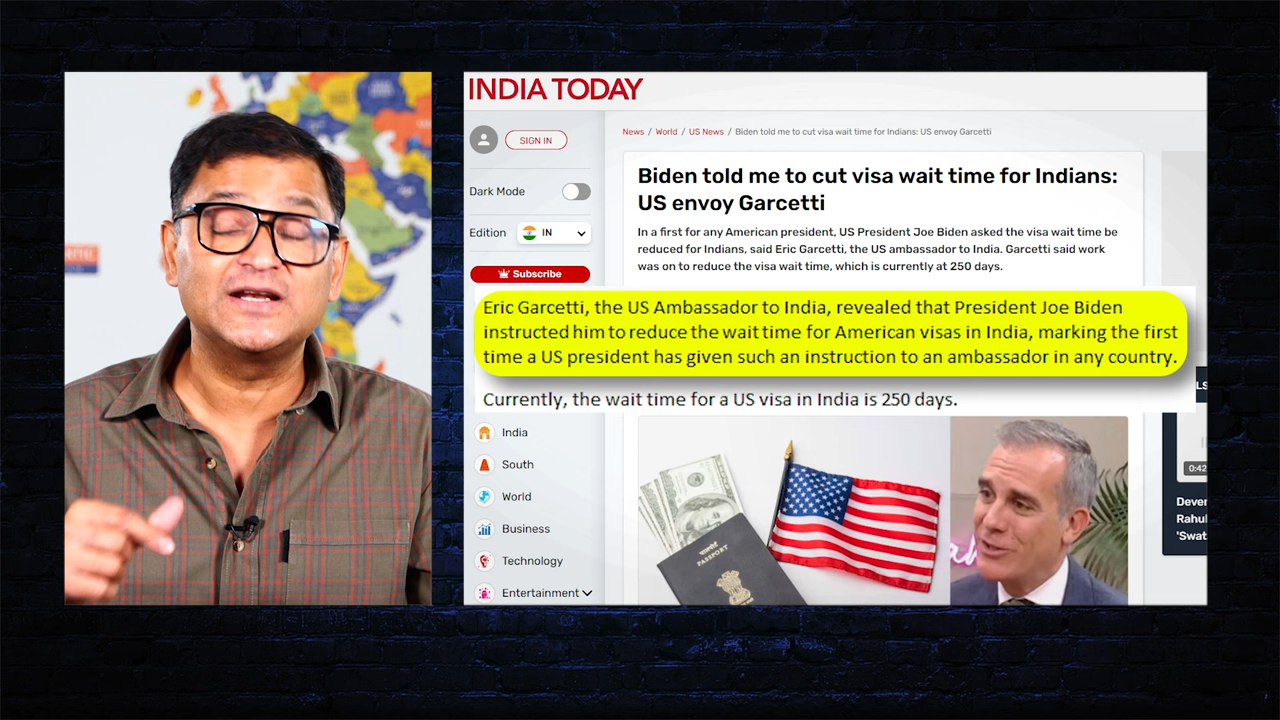 INDIA TODAY
SIGN IN
Dark Mode
Edition
IN
Subscribe
India
South
World
Business
Technology
Entertainment
News / World / US News / Biden told me to cut visa wait time for Indians: US envoy Garcetti
Biden told me to cut visa wait time for Indians:
US envoy Garcetti
In a first for any American president, US President Joe Biden asked the visa wait time be
reduced for Indians, said Eric Garcetti, the US ambassador to India. Garcetti said work
was on to reduce the visa wait time, which is currently at 250 days.
Eric Garcetti, the US Ambassador to India, revealed that President Joe Biden
instructed him to reduce the wait time for American visas in India, marking the first
time a US president has given such an instruction to an ambassador in any country.
Currently, the wait time for a US visa in India is 250 days.
पासपोर्ट
PASSPORT
LS
0:42
Dever
Rahul
'Swat